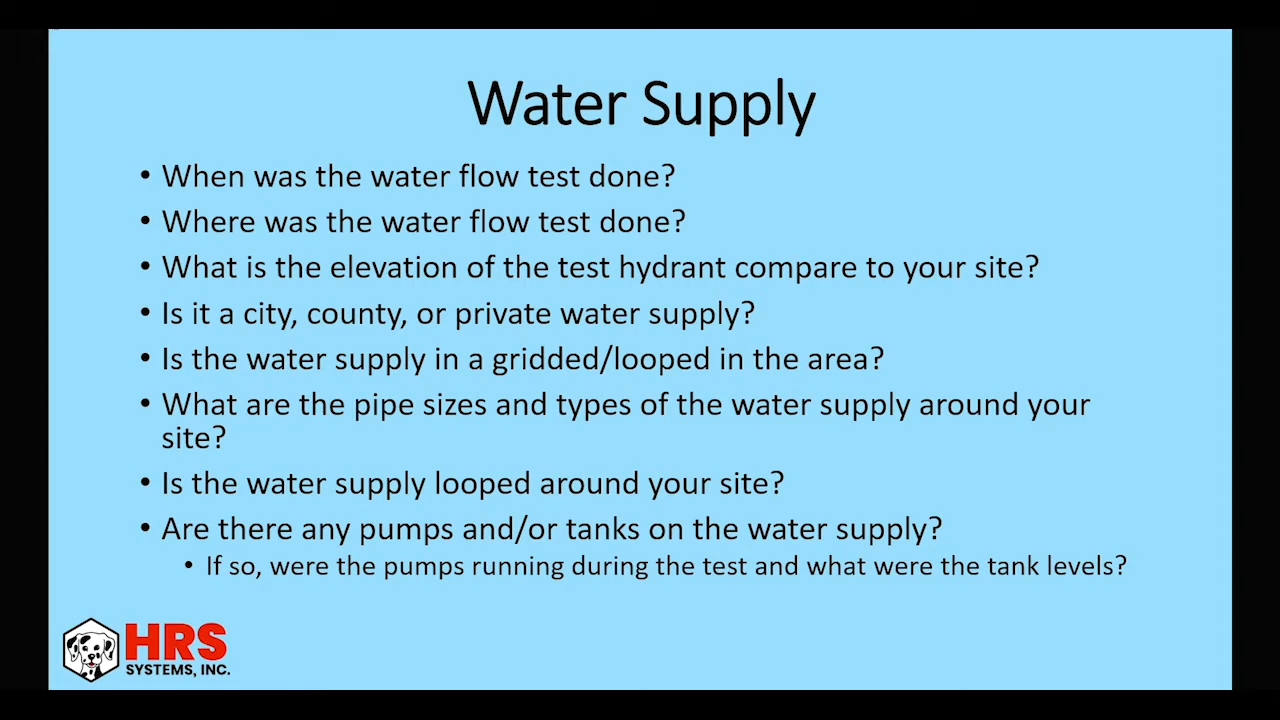 Water Supply
• When was the water flow test done?
• Where was the water flow test done?
• What is the elevation of the test hydrant compare to your site?
• Is it a city, county, or private water supply?
• Is the water supply in a gridded/looped in the area?
• What are the pipe sizes and types of the water supply around your
site?
• Is the water supply looped around your site?
• Are there any pumps and/or tanks on the water supply?
• If so, were the pumps running during the test and what were the tank levels?
HRS
SYSTEMS, INC.